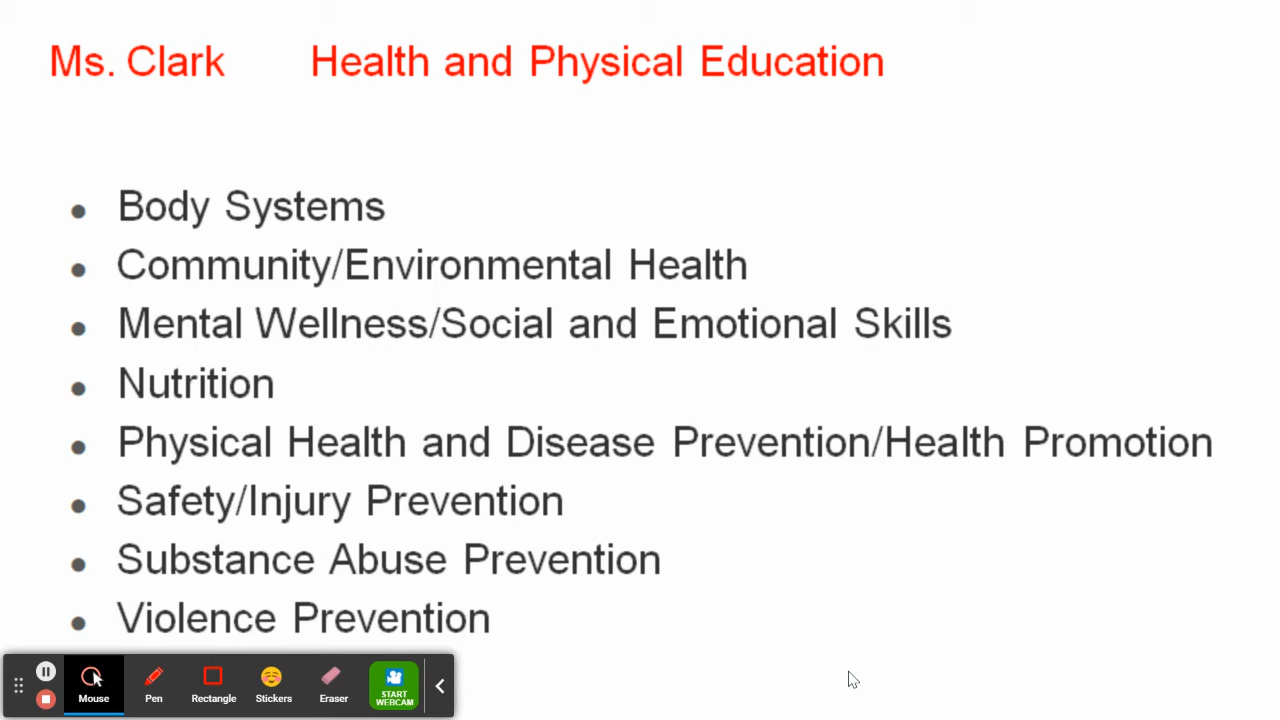 Ms. Clark Health and Physical Education
Body Systems
Community/Environmental Health
Mental Wellness/Social and Emotional Skills
Nutrition
Physical Health and Disease Prevention/Health Promotion
Safety/Injury Prevention
Substance Abuse Prevention
Violence Prevention
Mouse Pen Rectangle Stickers Eraser START
WEBCAM